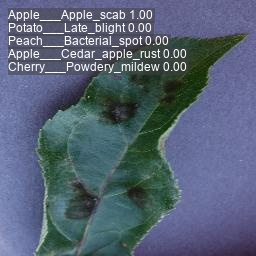 Apple___Apple_scab 1.00
Potato___Late_blight 0.00
Peach___Bacterial_spot 0.00
Apple___Cedar_apple_rust 0.00
Cherry___Powdery_mildew 0.00